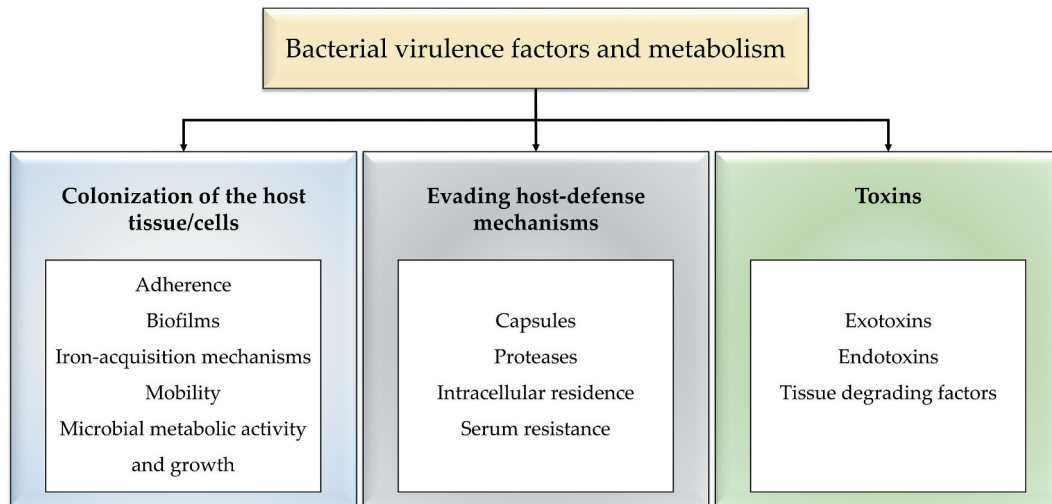 Bacterial virulence factors and metabolism
Colonization of the host
tissue/cells
Adherence
Biofilms
Iron-acquisition mechanisms
Mobility
Microbial metabolic activity
and growth
Evading host-defense
mechanisms
Capsules
Proteases
Intracellular residence
Serum resistance
Toxins
Exotoxins
Endotoxins
Tissue degrading factors